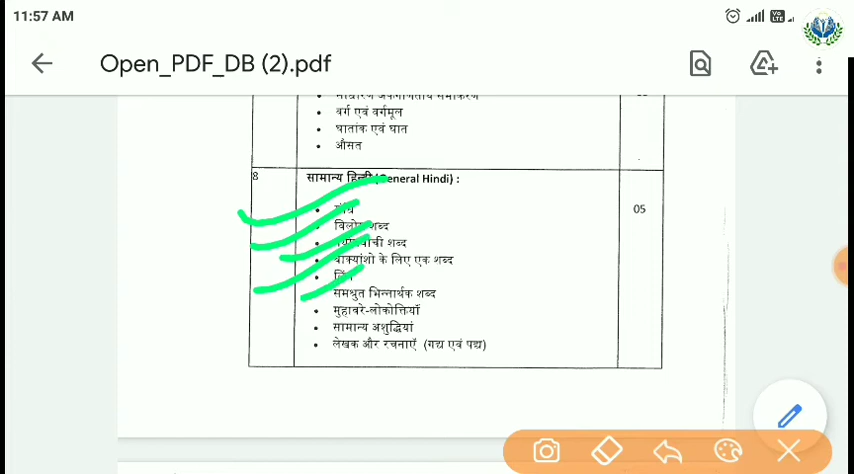 11:57 AM
Open_PDF_DB (2).pdf
वर्ग एवं वर्गमूल
घातांक एवं घात
औसत
8 सामान्य हिन्दी (General Hindi) :
05
विलोम शब्द
शब्द
वाक्यांशो के लिए एक शब्द
समश्रुत भिन्नार्थक शब्द
मुहावरे-लोकोक्तियाँ
सामान्य अशुद्धियां
लेखक और रचनाएँ (गद्य एवं पद्य)